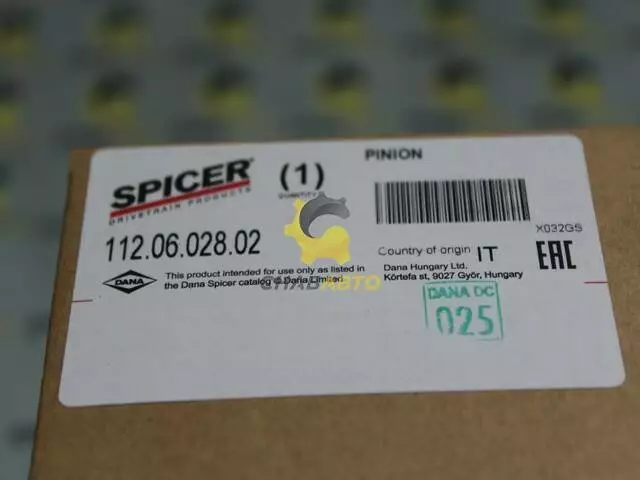 SPICER®
DRIVETRAIN PRODUCTS
(1)
QUANTITY
PINION
X032GS
112.06.028.02
Country of origin IT
EAC
DANA
This product intended for use only as listed in
the Dana Spicer catalog © Dana Limited
Dana Hungary Ltd.
Körtefa st, 9027 Győr, Hungary
СНАБАВТО
DANA DC
025